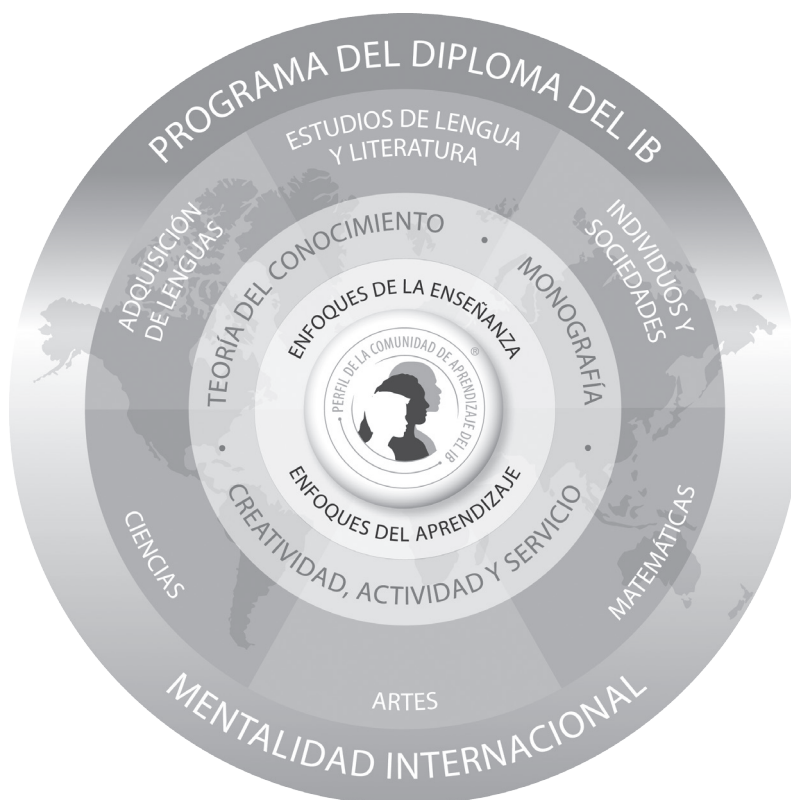 PROGRAMA DEL DIPLOMA DEL IB
ESTUDIOS DE LENGUA
Y LITERATURA
ADQUISICIÓN
DE LENGUAS
INDIVIDUOS Y
SOCIEDADES
TEORÍA DEL CONOCIMIENTO
MONOGRAFÍA
ENFOQUES DE LA ENSEÑANZA
PERFIL DE LA COMUNIDAD DE APRENDIZAJE DEL IB
®
ENFOQUES DEL APRENDIZAJE
CREATIVIDAD, ACTIVIDAD Y SERVICIO
CIENCIAS
MATEMÁTICAS
ARTES
MENTALIDAD INTERNACIONAL